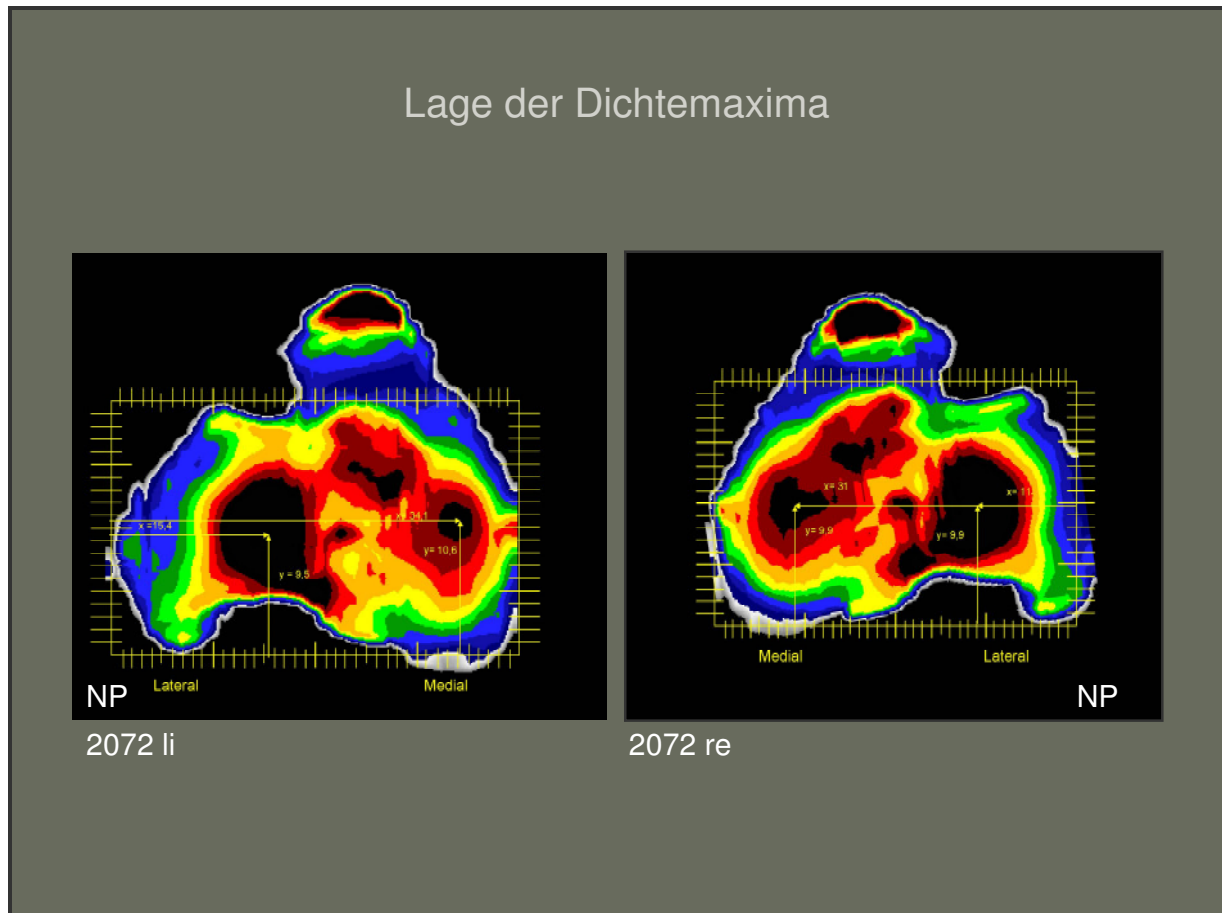 Lage der Dichtemaxima
x =15,4
x= 34,1
y= 10,6
y = 9,5
Lateral
Medial
NP
2072 li
x= 31
x= 11
y= 9,9
y= 9,9
Medial
Lateral
NP
2072 re